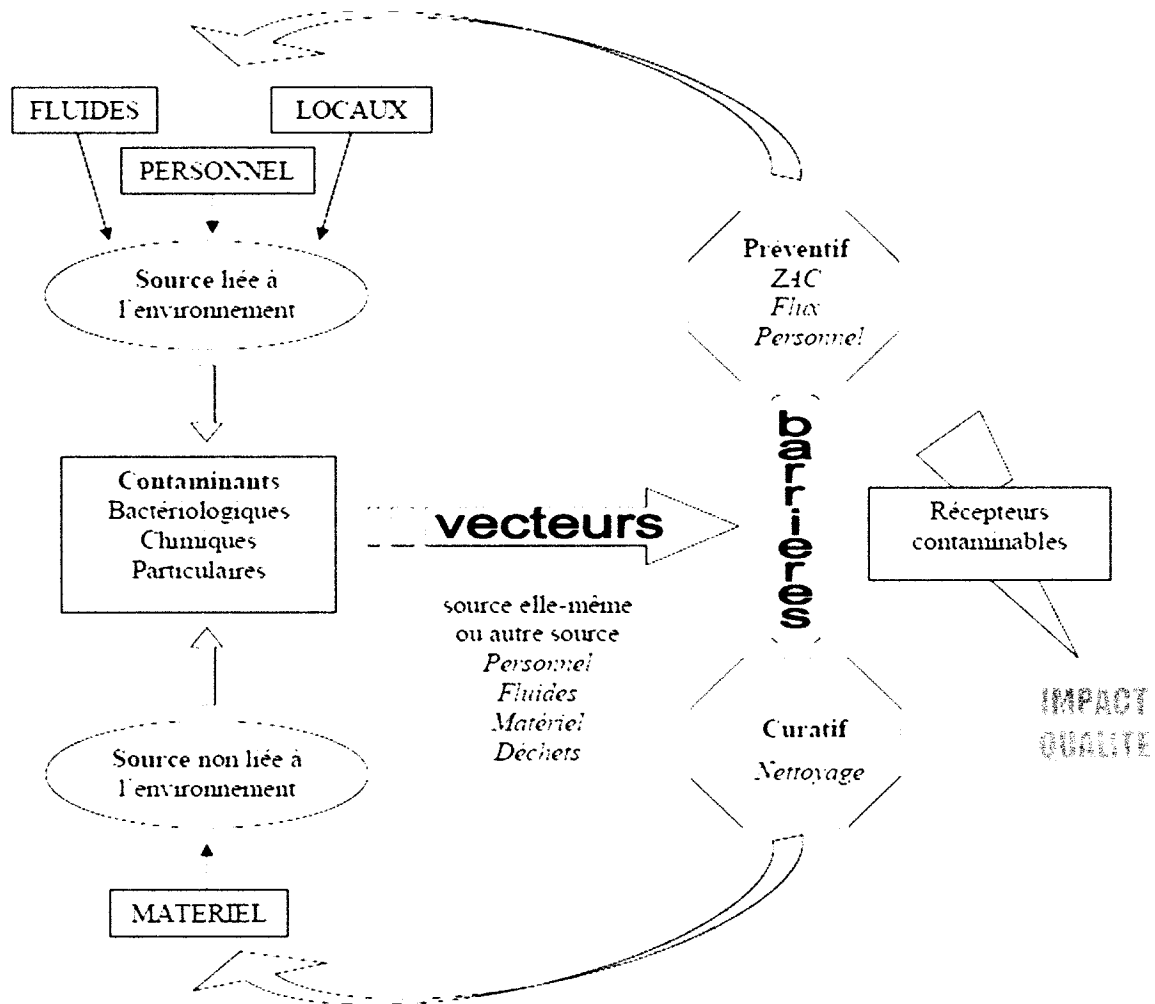 FLUIDES
LOCAUX
PERSONNEL
Source liée à
l'environnement
Contaminants
Bactériologiques
Chimiques
Particulaires
Source non liée à
l'environnement
MATERIEL
vecteurs
source elle-même
ou autre source
Personnel
Fluides
Matériel
Déchets
Préventif
ZAC
Flux
Personnel
barrieres
Curatif
Nettoyage
Récepteurs
contaminables
IMPACT
QUALITE